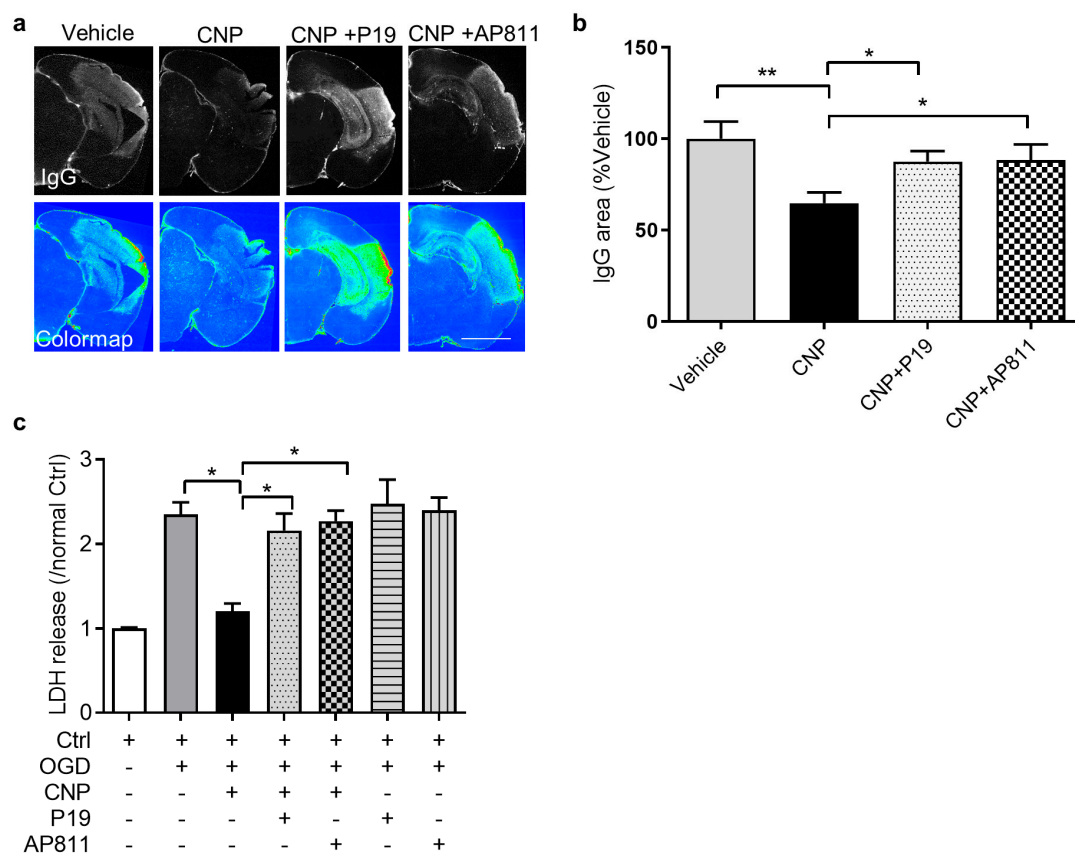 a
Vehicle CNP CNP +P19 CNP +AP811
IgG
Colormap
b
IgG area (%Vehicle)
150
100
50
0
**
*
*
Vehicle
CNP
CNP+P19
CNP+AP811
c
LDH release (/normal Ctrl)
3
2
1
0
*
*
*
Ctrl + + + + + + +
OGD - + + + + + +
CNP - - + + + - -
P19 - - - + - + -
AP811 - - - - + - +